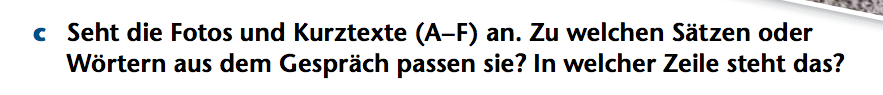 c Seht die Fotos und Kurztexte (A–F) an. Zu welchen Sätzen oder
Wörtern aus dem Gespräch passen sie? In welcher Zeile steht das?